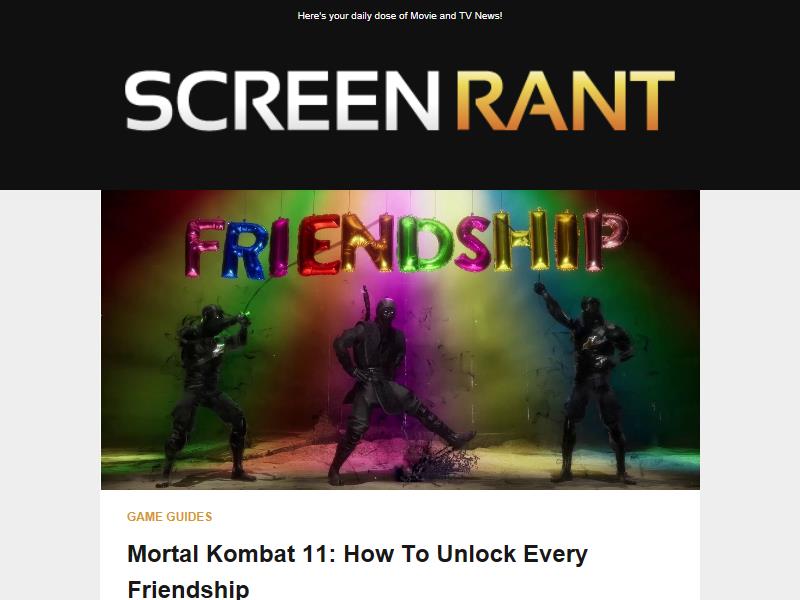 Here's your daily dose of Movie and TV News!
SCREEN RANT
FRIENDSHIP
GAME GUIDES
Mortal Kombat 11: How To Unlock Every
Friendship